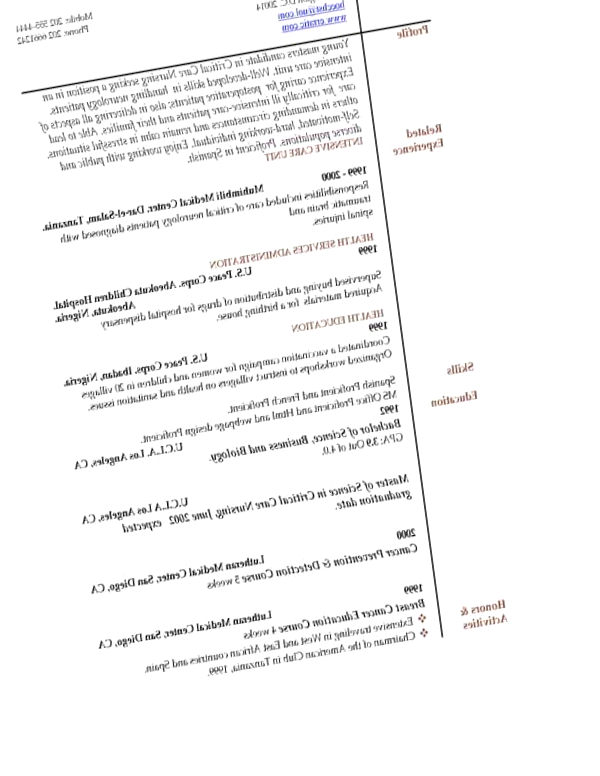 D.C. 20014
hoechst@aol.com
www.erratic.com
Mobile: 202 555-4444
Phone: 202 6661242
Profile
Young masters candidate in Critical Care Nursing seeking a position in an
intensive care unit. Well-developed skills in handling neurology patients.
Experience caring for postoperative patients; also in delivering all aspects of
care for critically ill intensive-care patients and their families. Able to lead
others in demanding circumstances and remain calm in stressful situations.
Self-motivated, hard-working individual. Enjoy working with public and
diverse populations. Proficient in Spanish.
Related
Experience
INTENSIVE CARE UNIT
1999 - 2000
Muhimbili Medical Center, Dar-el-Salam, Tanzania.
Responsibilities included care of critical neurology patients diagnosed with
traumatic brain and
spinal injuries.
HEALTH SERVICES ADMINISTRATION
1999
U.S. Peace Corps. Abeokuta Children Hospital.
Abeokuta, Nigeria.
Supervised buying and distribution of drugs for hospital dispensary
Acquired materials for a birthing house.
HEALTH EDUCATION
1999
U.S. Peace Corps. Ibadan, Nigeria.
Coordinated a vaccination campaign for women and children in 20 villages
Organized workshops to instruct villagers on health and sanitation issues.
Skills
Spanish Proficient and French Proficient.
MS Office Proficient and Html and webpage design Proficient.
Education
1992
U.C.L.A. Los Angeles, CA
Bachelor of Science, Business and Biology.
GPA: 3.9 Out of 4.0.
U.C.L.A Los Angeles, CA
Master of Science in Critical Care Nursing, June 2002 expected
graduation date.
2000
Lutheran Medical Center, San Diego, CA
Cancer Prevention & Detection Course 5 weeks
1999
Lutheran Medical Center, San Diego, CA
Breast Cancer Education Course 4 weeks
Honors &
Activities
❖ Extensive traveling in West and East African countries and Spain.
❖ Chairman of the American Club in Tanzania, 1999.